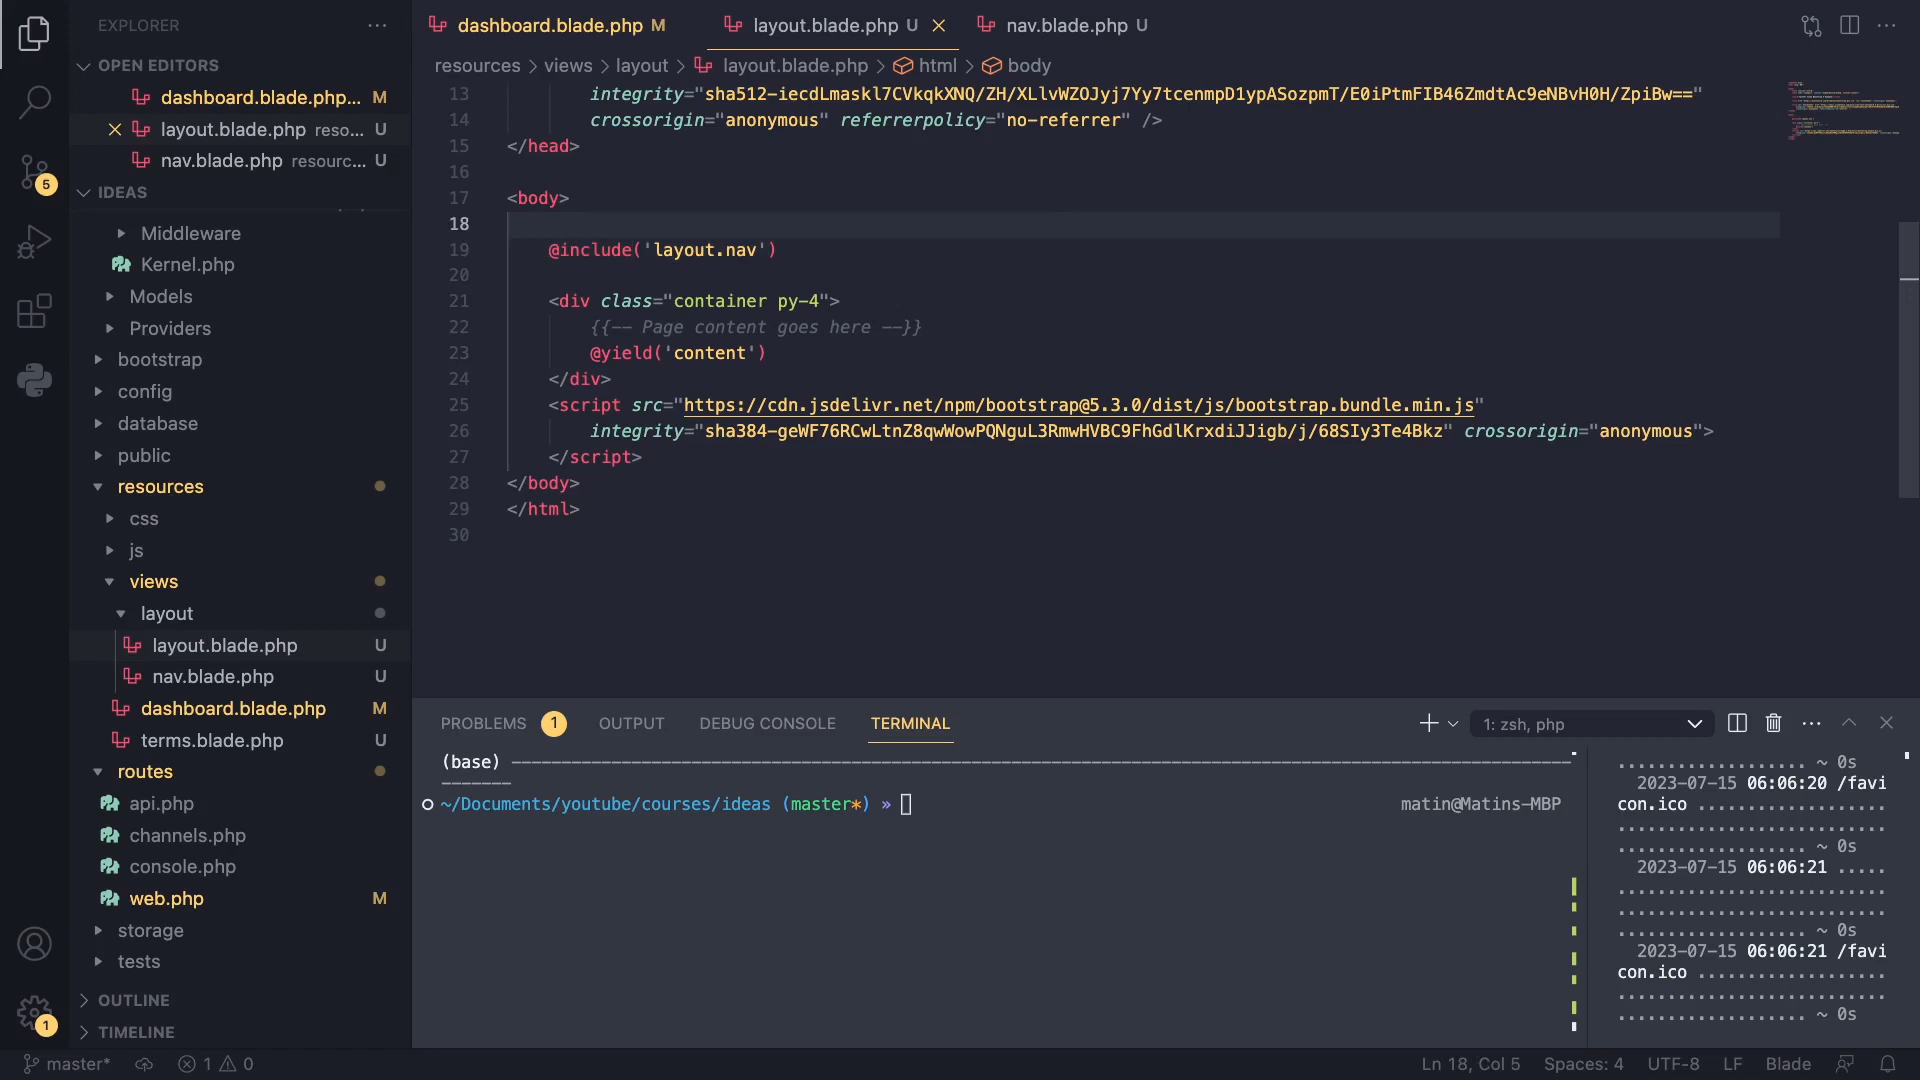 EXPLORER
OPEN EDITORS
dashboard.blade.php... M
layout.blade.php reso... U
nav.blade.php resourc... U
IDEAS
Middleware
Kernel.php
Models
Providers
bootstrap
config
database
public
resources
css
js
views
layout
layout.blade.php U
nav.blade.php U
dashboard.blade.php M
terms.blade.php U
routes
api.php
channels.php
console.php
web.php M
storage
tests
OUTLINE
TIMELINE
5
1
dashboard.blade.php M
layout.blade.php U
nav.blade.php U
resources > views > layout > layout.blade.php > html > body
13 integrity="sha512-iecdLmaskl7CVkqkXNQ/ZH/XLlvWZOJyj7Yy7tcenmpD1ypASozpmT/E0iPtmFIB46ZmdtAc9eNBvH0H/ZpiBw=="
14 crossorigin="anonymous" referrerpolicy="no-referrer" />
15 </head>
16
17 <body>
18
19 @include('layout.nav')
20
21 <div class="container py-4">
22 {{-- Page content goes here --}}
23 @yield('content')
24 </div>
25 <script src="https://cdn.jsdelivr.net/npm/bootstrap@5.3.0/dist/js/bootstrap.bundle.min.js"
26 integrity="sha384-geWF76RCwLtnZ8qwWowPQNguL3RmwHVBC9FhGdlKrxdiJJigb/j/68SIy3Te4Bkz" crossorigin="anonymous">
27 </script>
28 </body>
29 </html>
30
PROBLEMS 1 OUTPUT DEBUG CONSOLE TERMINAL
1: zsh, php
(base)
~/Documents/youtube/courses/ideas (master*) » matin@Matins-MBP
.................. ~ 0s
2023-07-15 06:06:20 /favi
con.ico ..................
.........................
.................. ~ 0s
2023-07-15 06:06:21 .....
.........................
.........................
.................. ~ 0s
2023-07-15 06:06:21 /favi
con.ico ..................
.........................
.................. ~ 0s
master* 1 0
Ln 18, Col 5 Spaces: 4 UTF-8 LF Blade